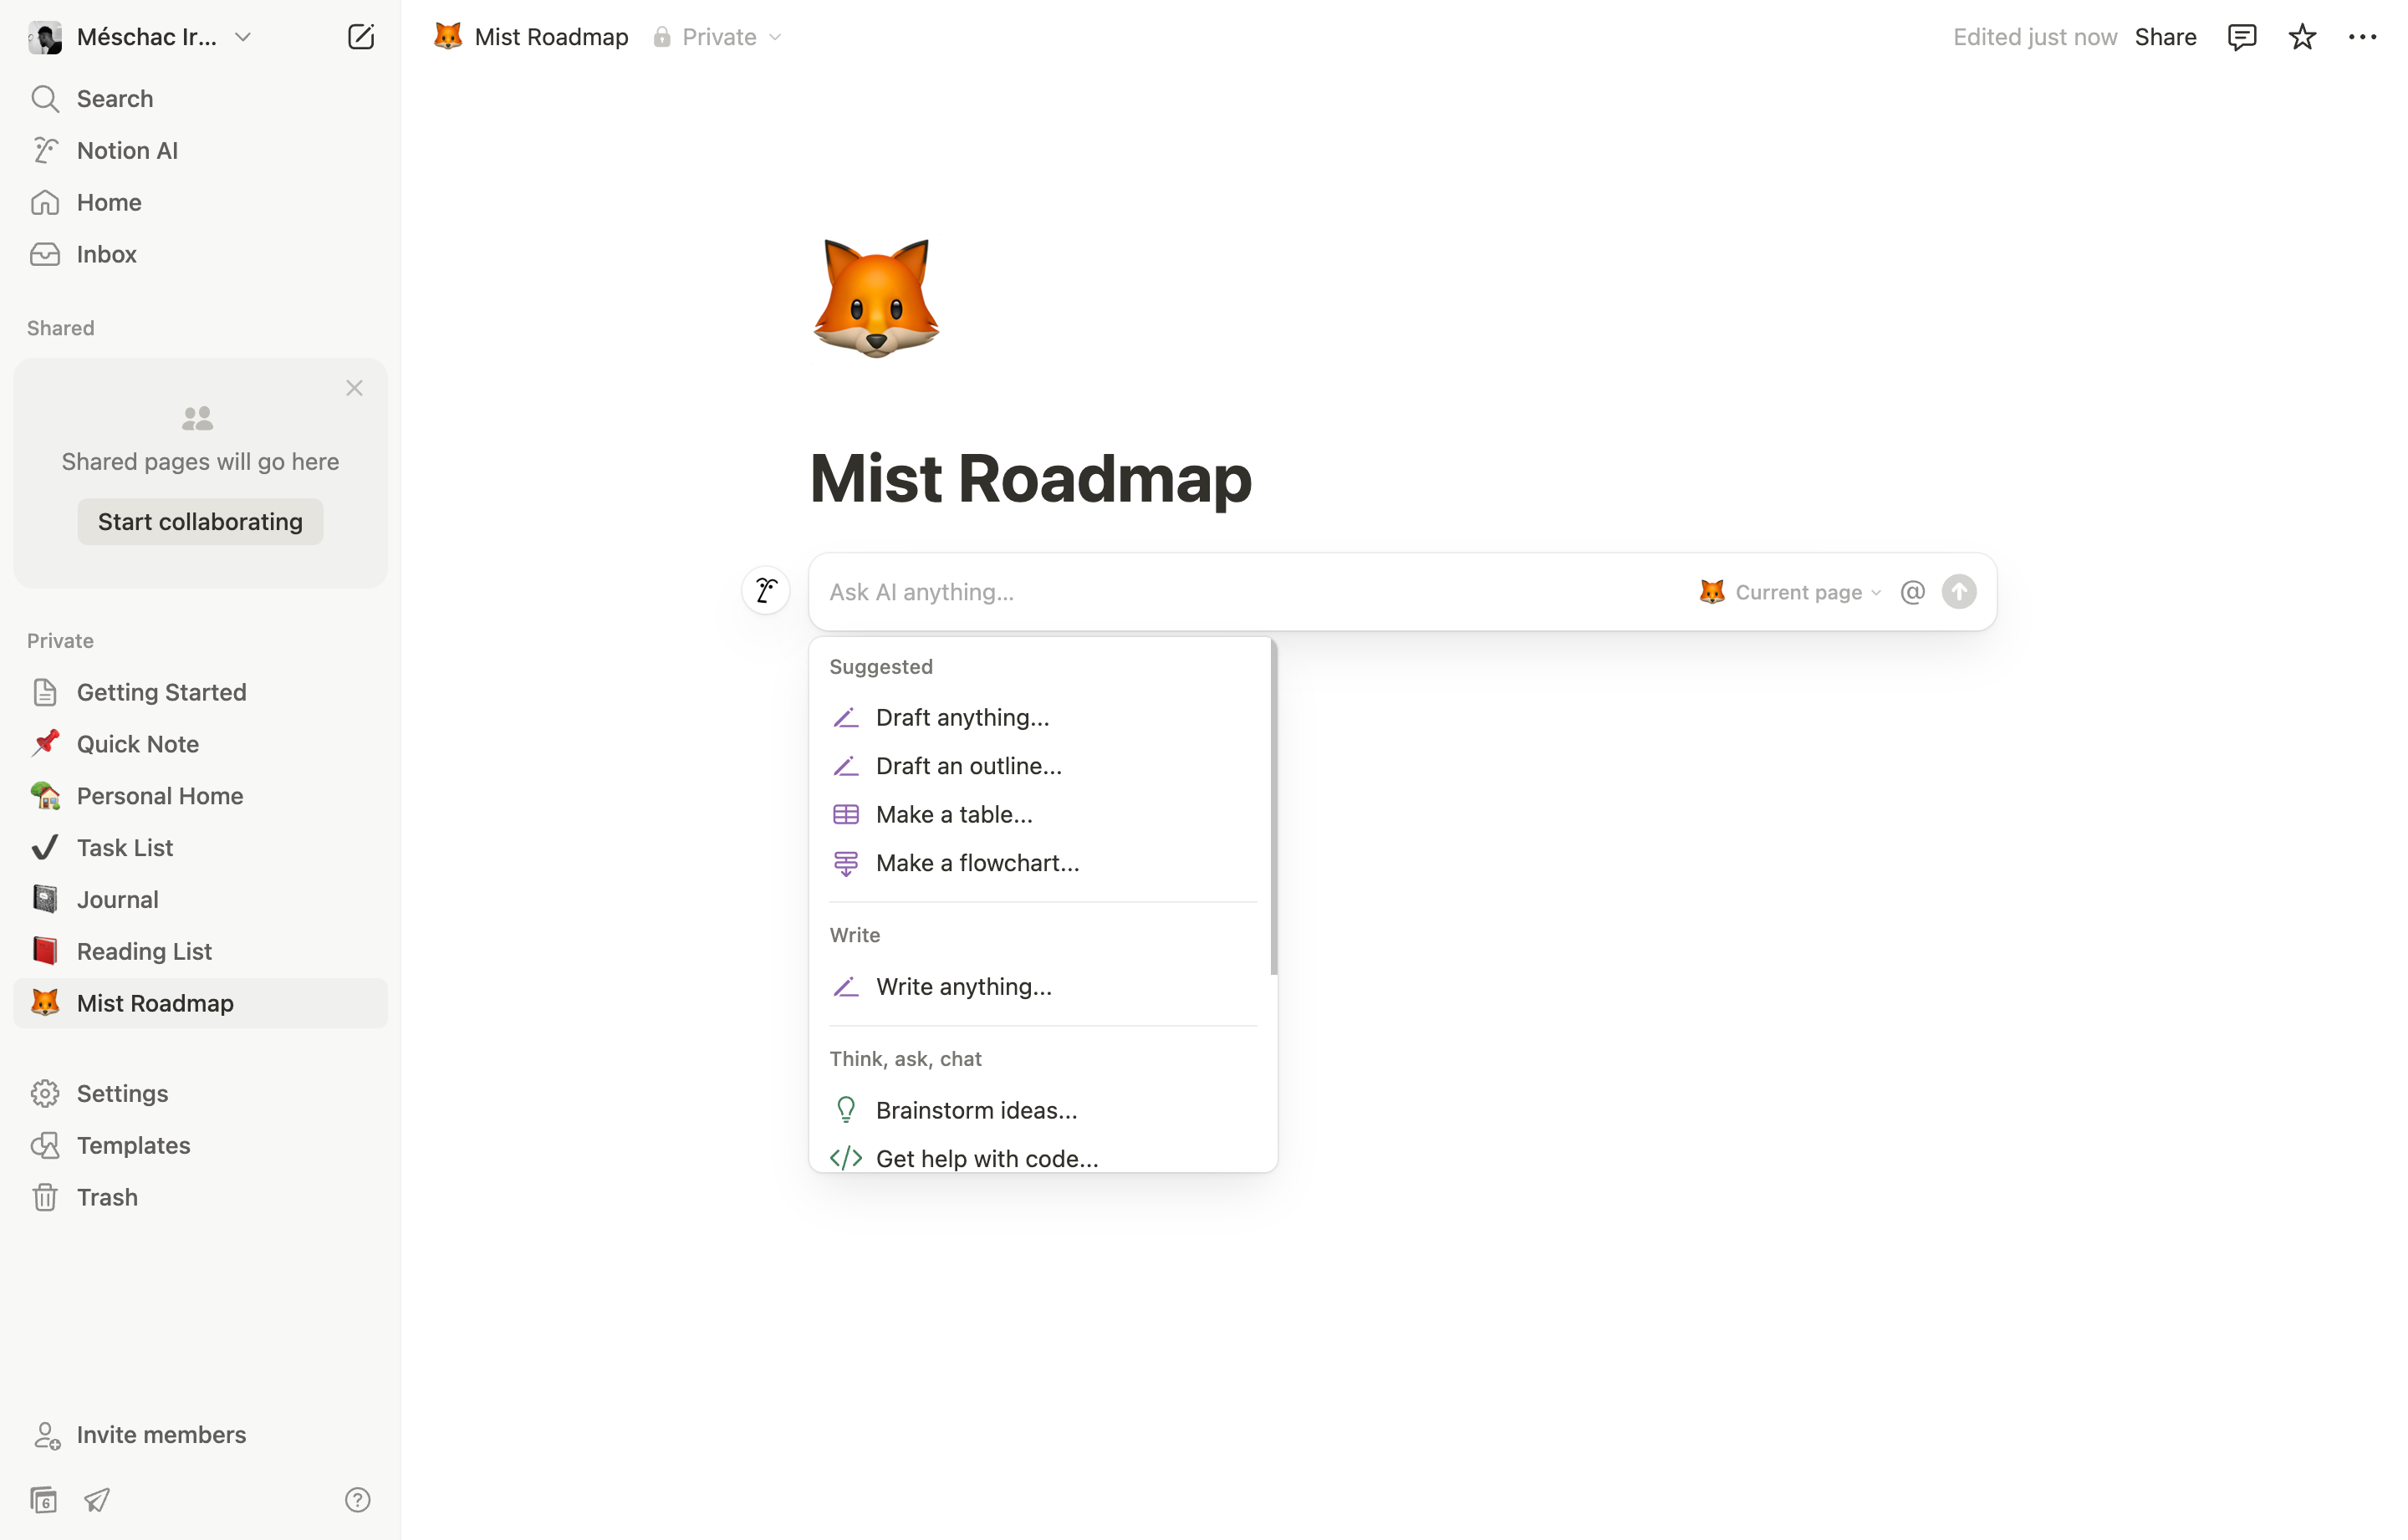 Méschac Ir...
Search
Notion AI
Home
Inbox
Shared
Shared pages will go here
Start collaborating
Private
Getting Started
Quick Note
Personal Home
Task List
Journal
Reading List
Mist Roadmap
Settings
Templates
Trash
Invite members
6
?
Mist Roadmap
Private
Edited just now
Share
Mist Roadmap
Ask AI anything...
Current page
@
Suggested
Draft anything...
Draft an outline...
Make a table...
Make a flowchart...
Write
Write anything...
Think, ask, chat
Brainstorm ideas...
Get help with code...